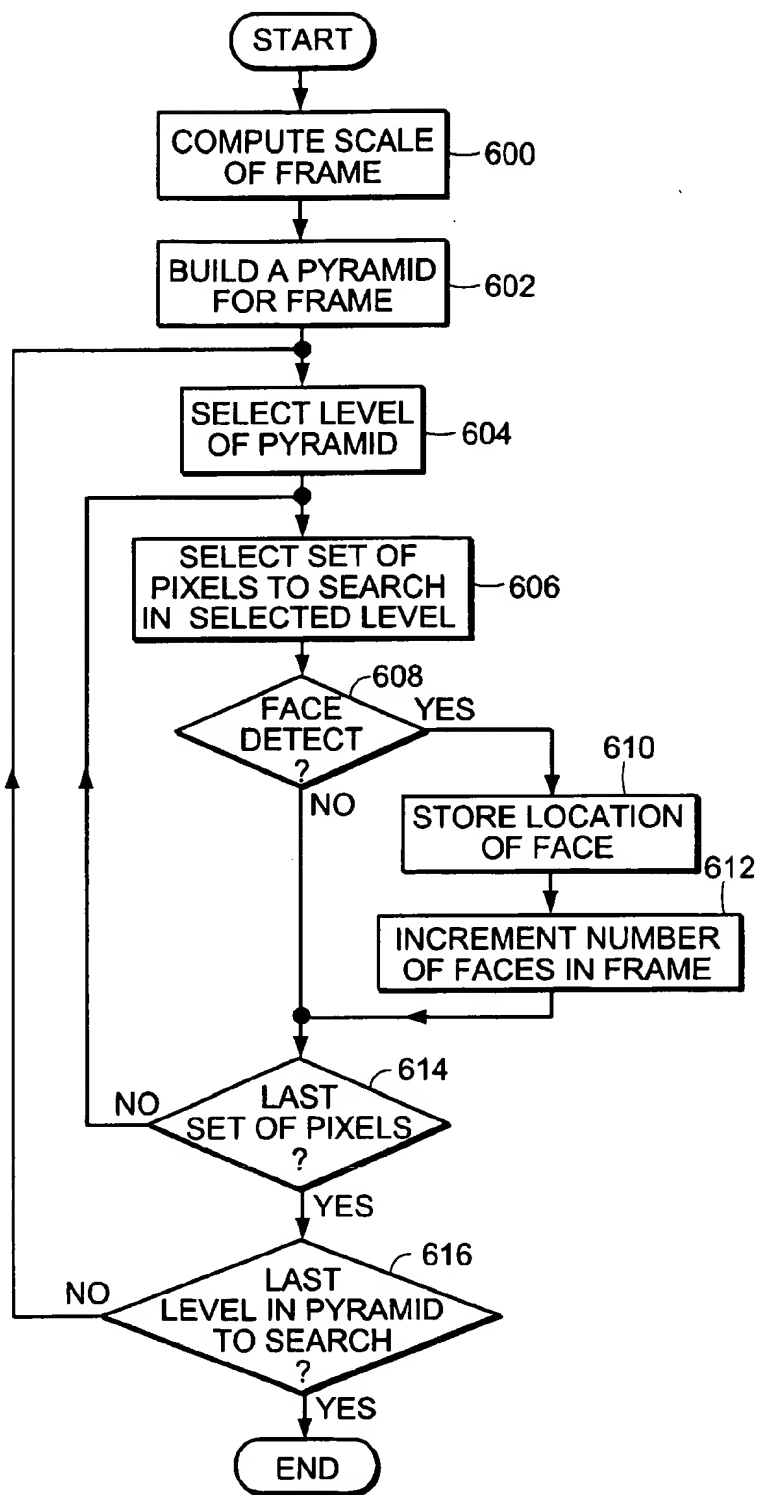 START
COMPUTE SCALE
OF FRAME
600
BUILD A PYRAMID
FOR FRAME
602
SELECT LEVEL
OF PYRAMID
604
SELECT SET OF
PIXELS TO SEARCH
IN SELECTED LEVEL
606
608
FACE
DETECT
?
YES
NO
610
STORE LOCATION
OF FACE
612
INCREMENT NUMBER
OF FACES IN FRAME
614
NO
LAST
SET OF PIXELS
?
YES
616
NO
LAST
LEVEL IN PYRAMID
TO SEARCH
?
YES
END